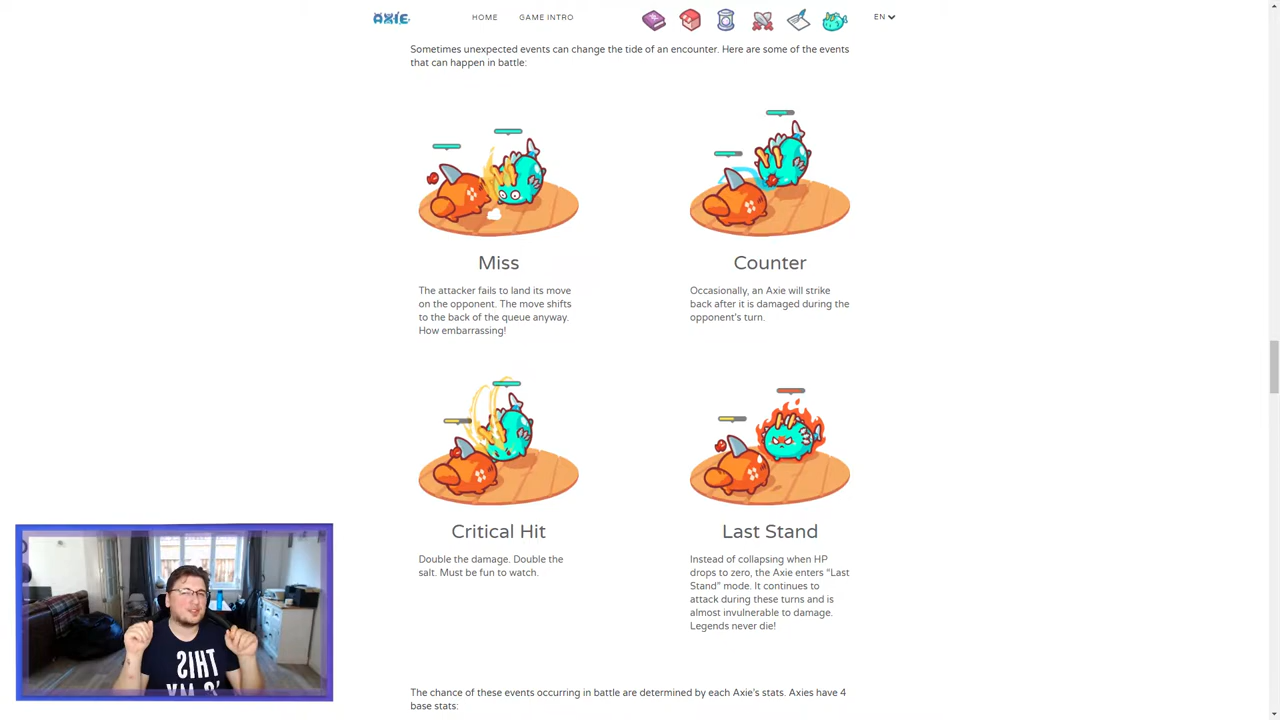 AXIE
HOME
GAME INTRO
EN
Sometimes unexpected events can change the tide of an encounter. Here are some of the events
that can happen in battle:
Miss
The attacker fails to land its move
on the opponent. The move shifts
to the back of the queue anyway.
How embarrassing!
Counter
Occasionally, an Axie will strike
back after it is damaged during the
opponent's turn.
Critical Hit
Double the damage. Double the
salt. Must be fun to watch.
Last Stand
Instead of collapsing when HP
drops to zero, the Axie enters “Last
Stand” mode. It continues to
attack during these turns and is
almost invulnerable to damage.
Legends never die!
THIS
The chance of these events occurring in battle are determined by each Axie's stats. Axies have 4
base stats: